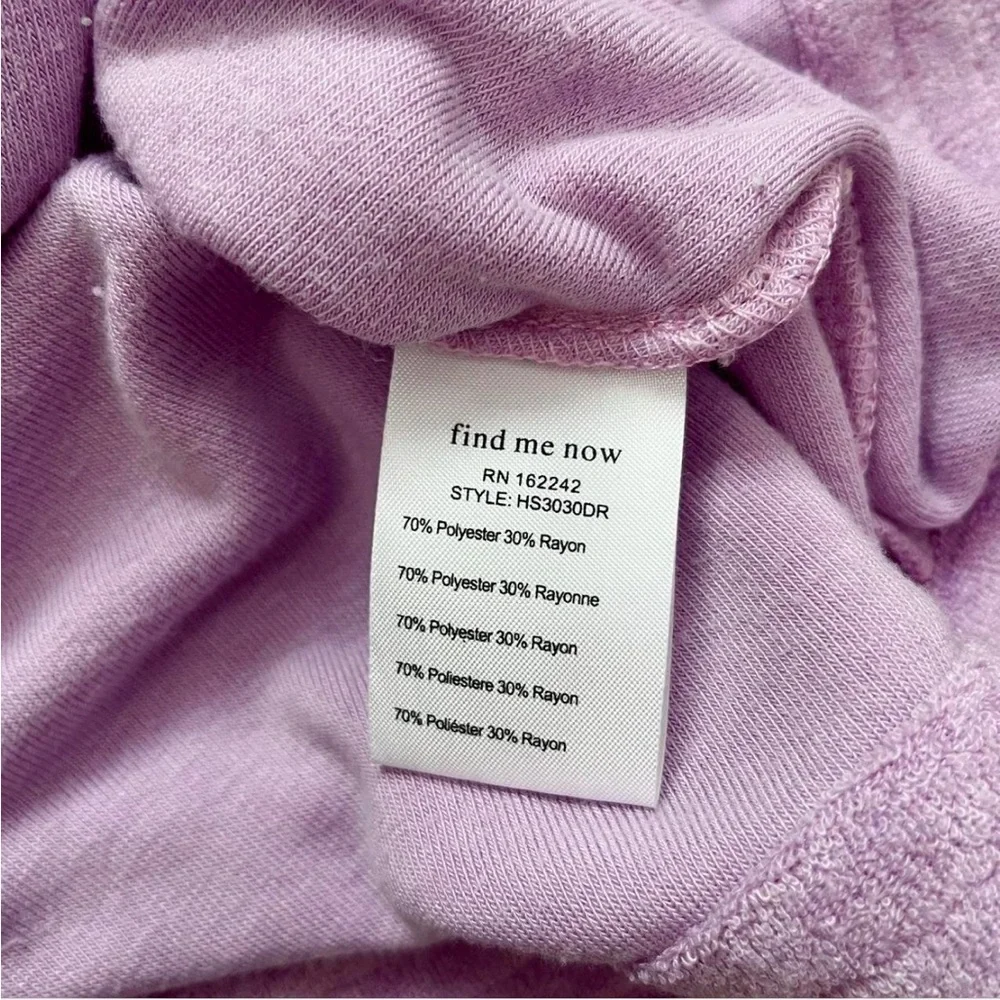 find me now
RN 162242
STYLE: HS3030DR
70% Polyester 30% Rayon
70% Polyester 30% Rayonne
70% Polyester 30% Rayon
70% Poliestere 30% Rayon
70% Poliéster 30% Rayon